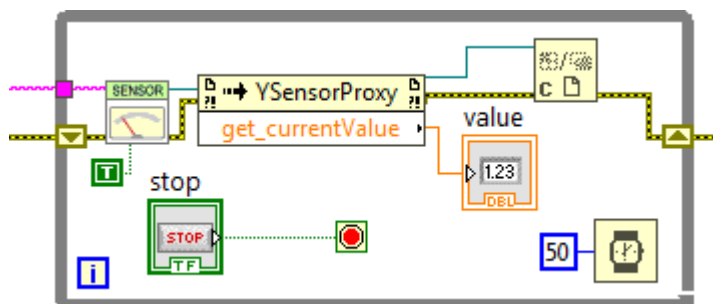 SENSOR
?!
YSensorProxy
?!
get_currentValue
C
value
1.23
DBL
T
stop
STOP
TF
i
50